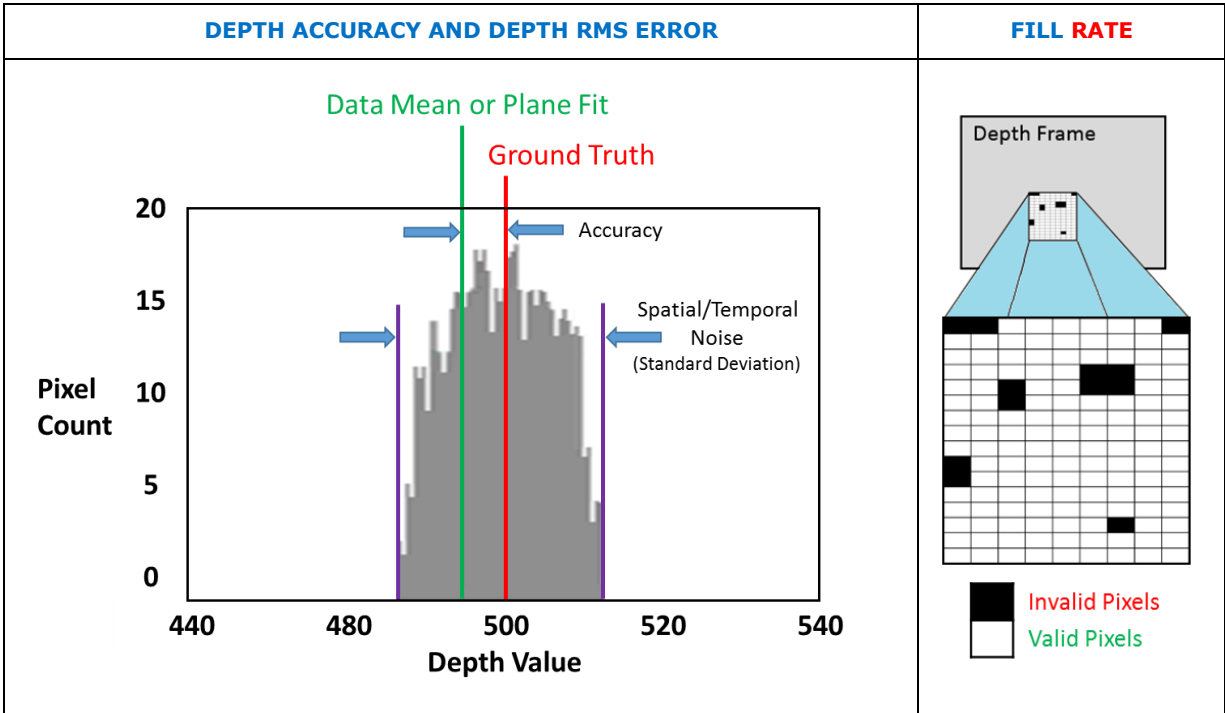 DEPTH ACCURACY AND DEPTH RMS ERROR
FILL RATE
Data Mean or Plane Fit
Ground Truth
20
15
10
5
0
Pixel
Count
Accuracy
Spatial/Temporal
Noise
(Standard Deviation)
440
480
500
520
540
Depth Value
Depth Frame
Invalid Pixels
Valid Pixels